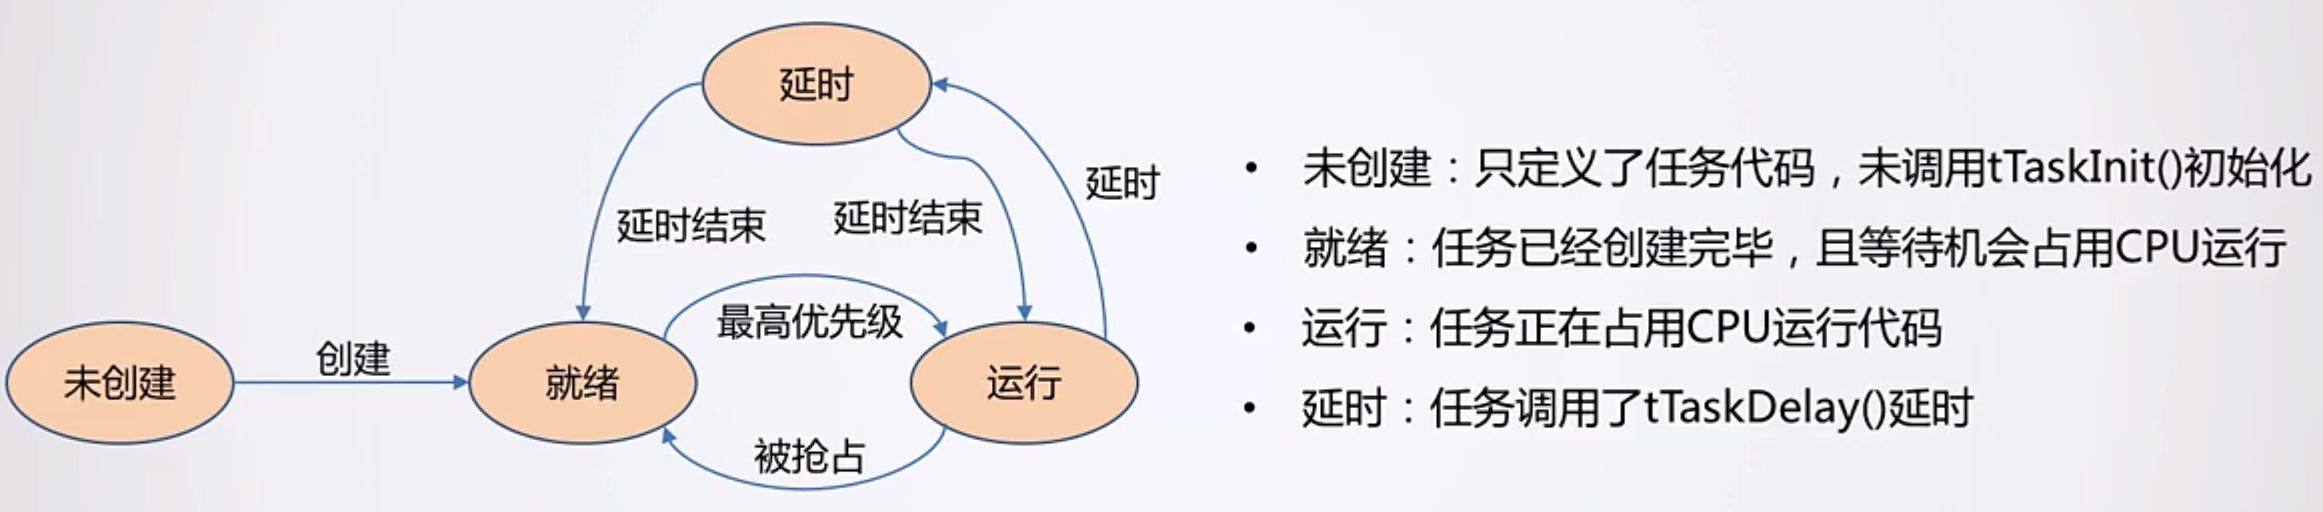 延时
延时
延时结束
延时结束
最高优先级
未创建
创建
就绪
运行
被抢占
• 未创建：只定义了任务代码，未调用tTaskInit()初始化
• 就绪：任务已经创建完毕，且等待机会占用CPU运行
• 运行：任务正在占用CPU运行代码
• 延时：任务调用了tTaskDelay()延时